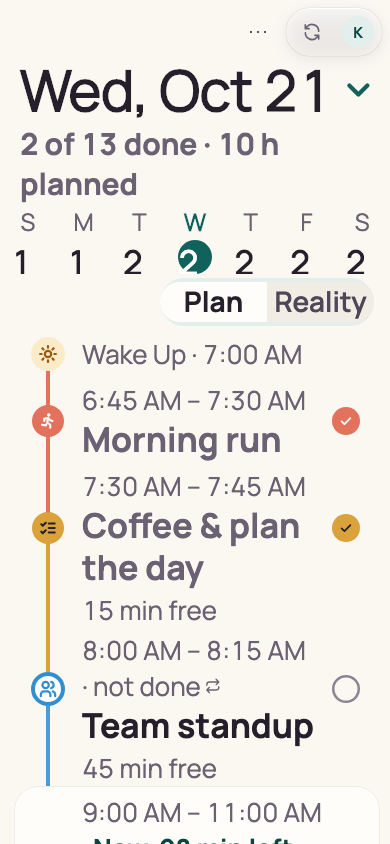 ...
K
Wed, Oct 21
2 of 13 done · 10 h
planned
S M T W T F S
1 1 2 2 2 2 2
Plan Reality
Wake Up · 7:00 AM
6:45 AM – 7:30 AM
Morning run
7:30 AM – 7:45 AM
Coffee & plan
the day
15 min free
8:00 AM – 8:15 AM
· not done
Team standup
45 min free
9:00 AM – 11:00 AM